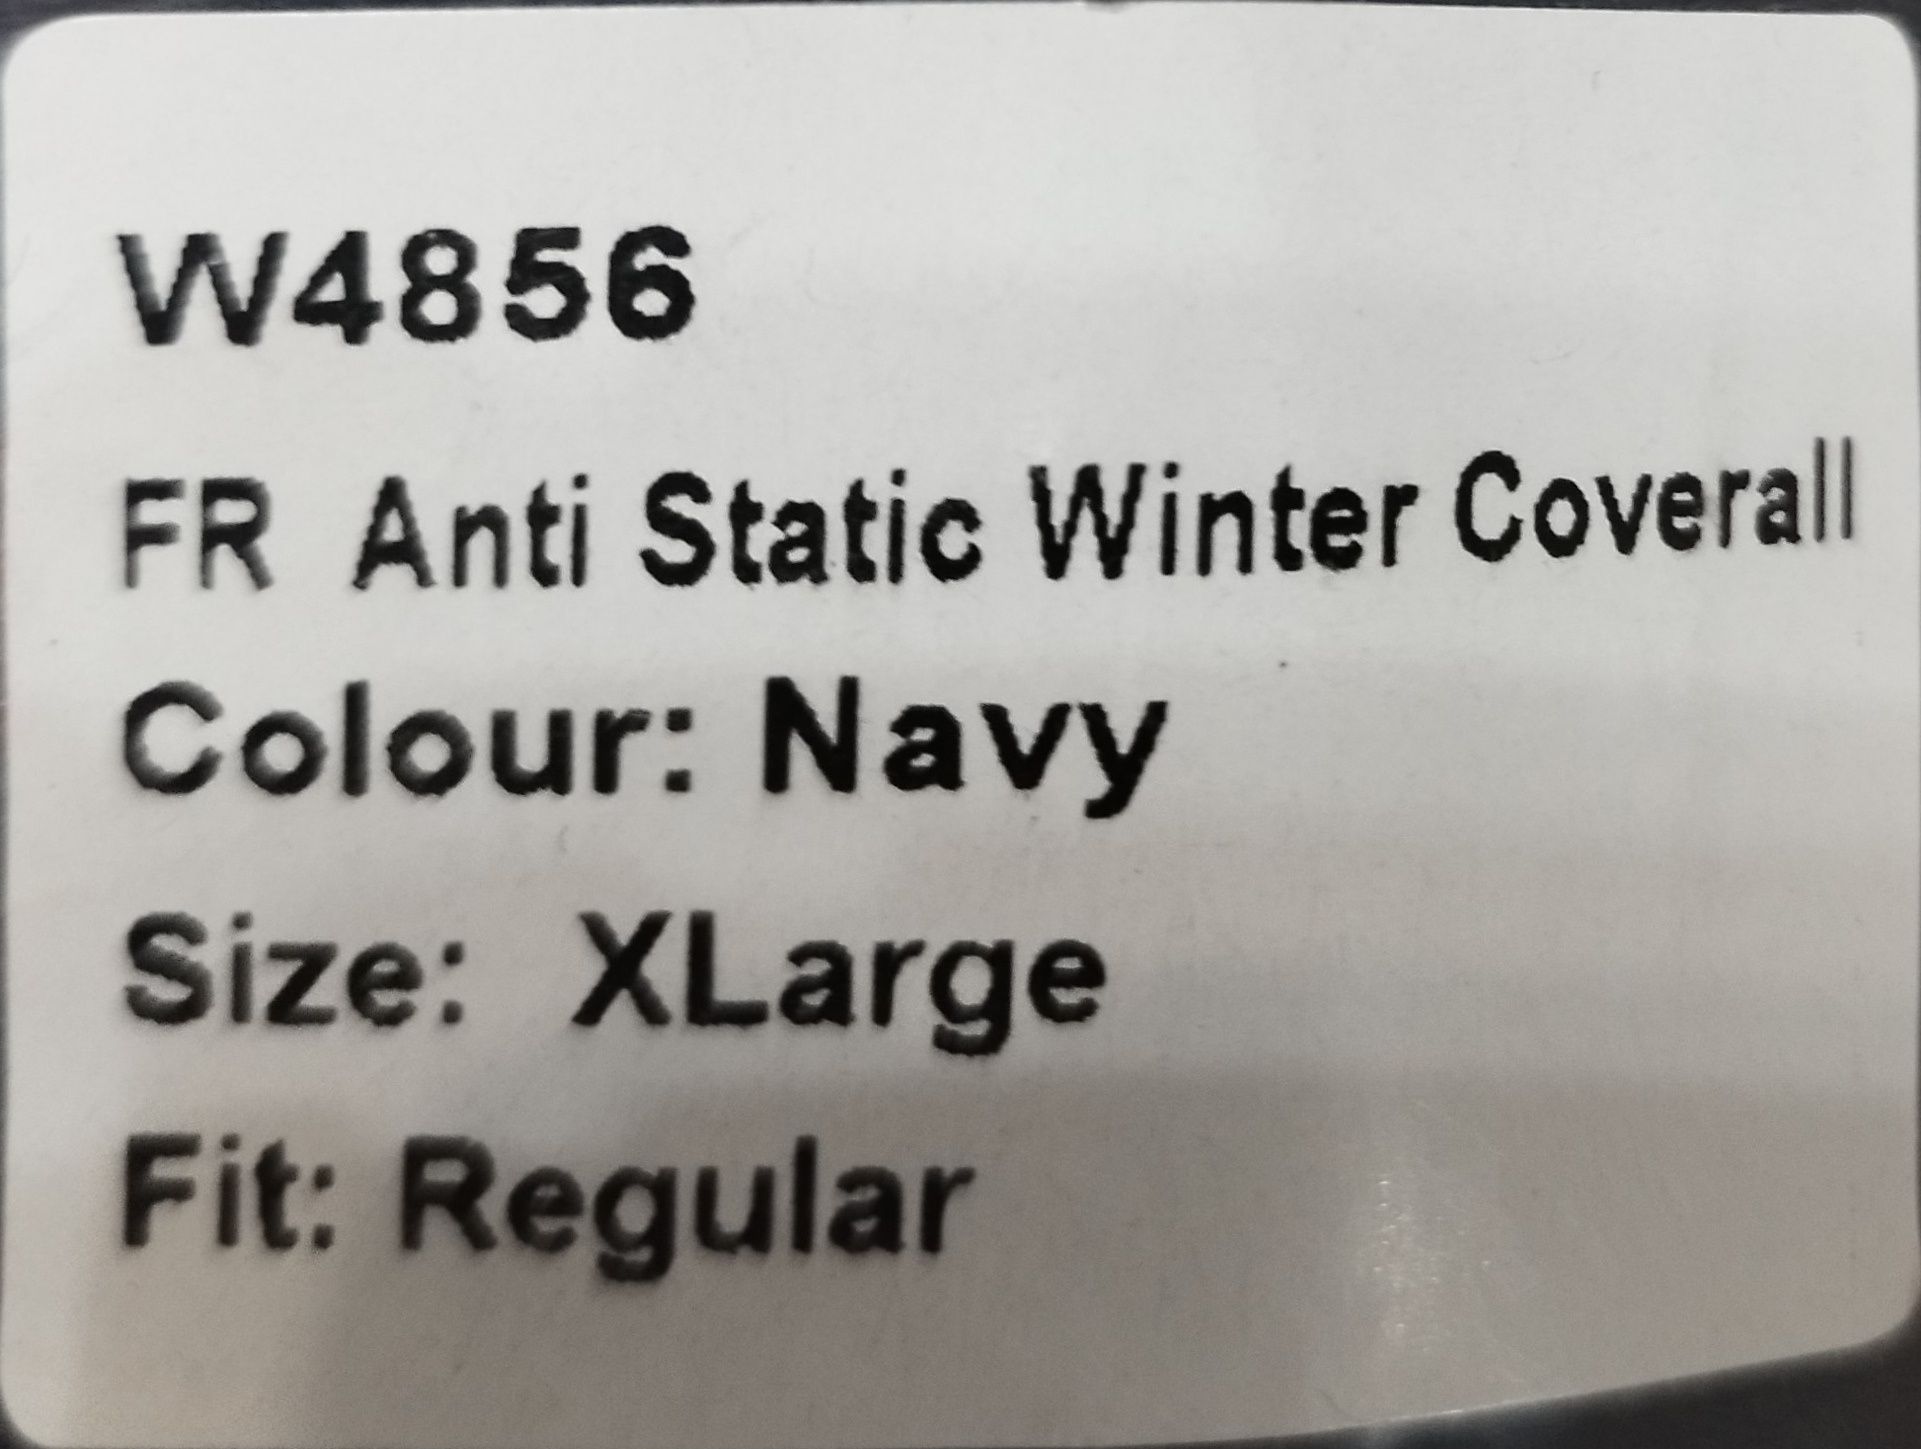 W4856
FR Anti Static Winter Coverall
Colour: Navy
Size: XLarge
Fit: Regular